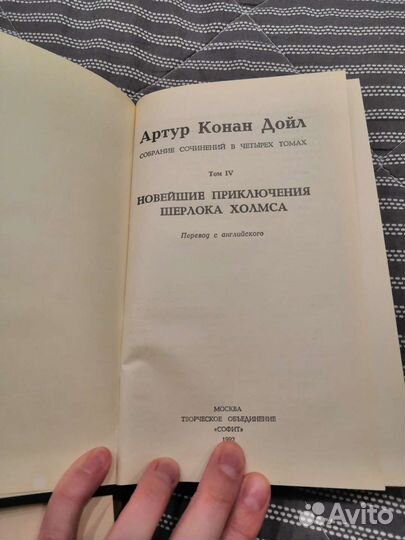 Артур Конан Дойл
СОБРАНИЕ СОЧИНЕНИЙ В ЧЕТЫРЕХ ТОМАХ
Том IV
НОВЕЙШИЕ ПРИКЛЮЧЕНИЯ
ШЕРЛОКА ХОЛМСА
Перевод с английского
МОСКВА
ТВОРЧЕСКОЕ ОБЪЕДИНЕНИЕ
«СОФИТ»
1993
Avito